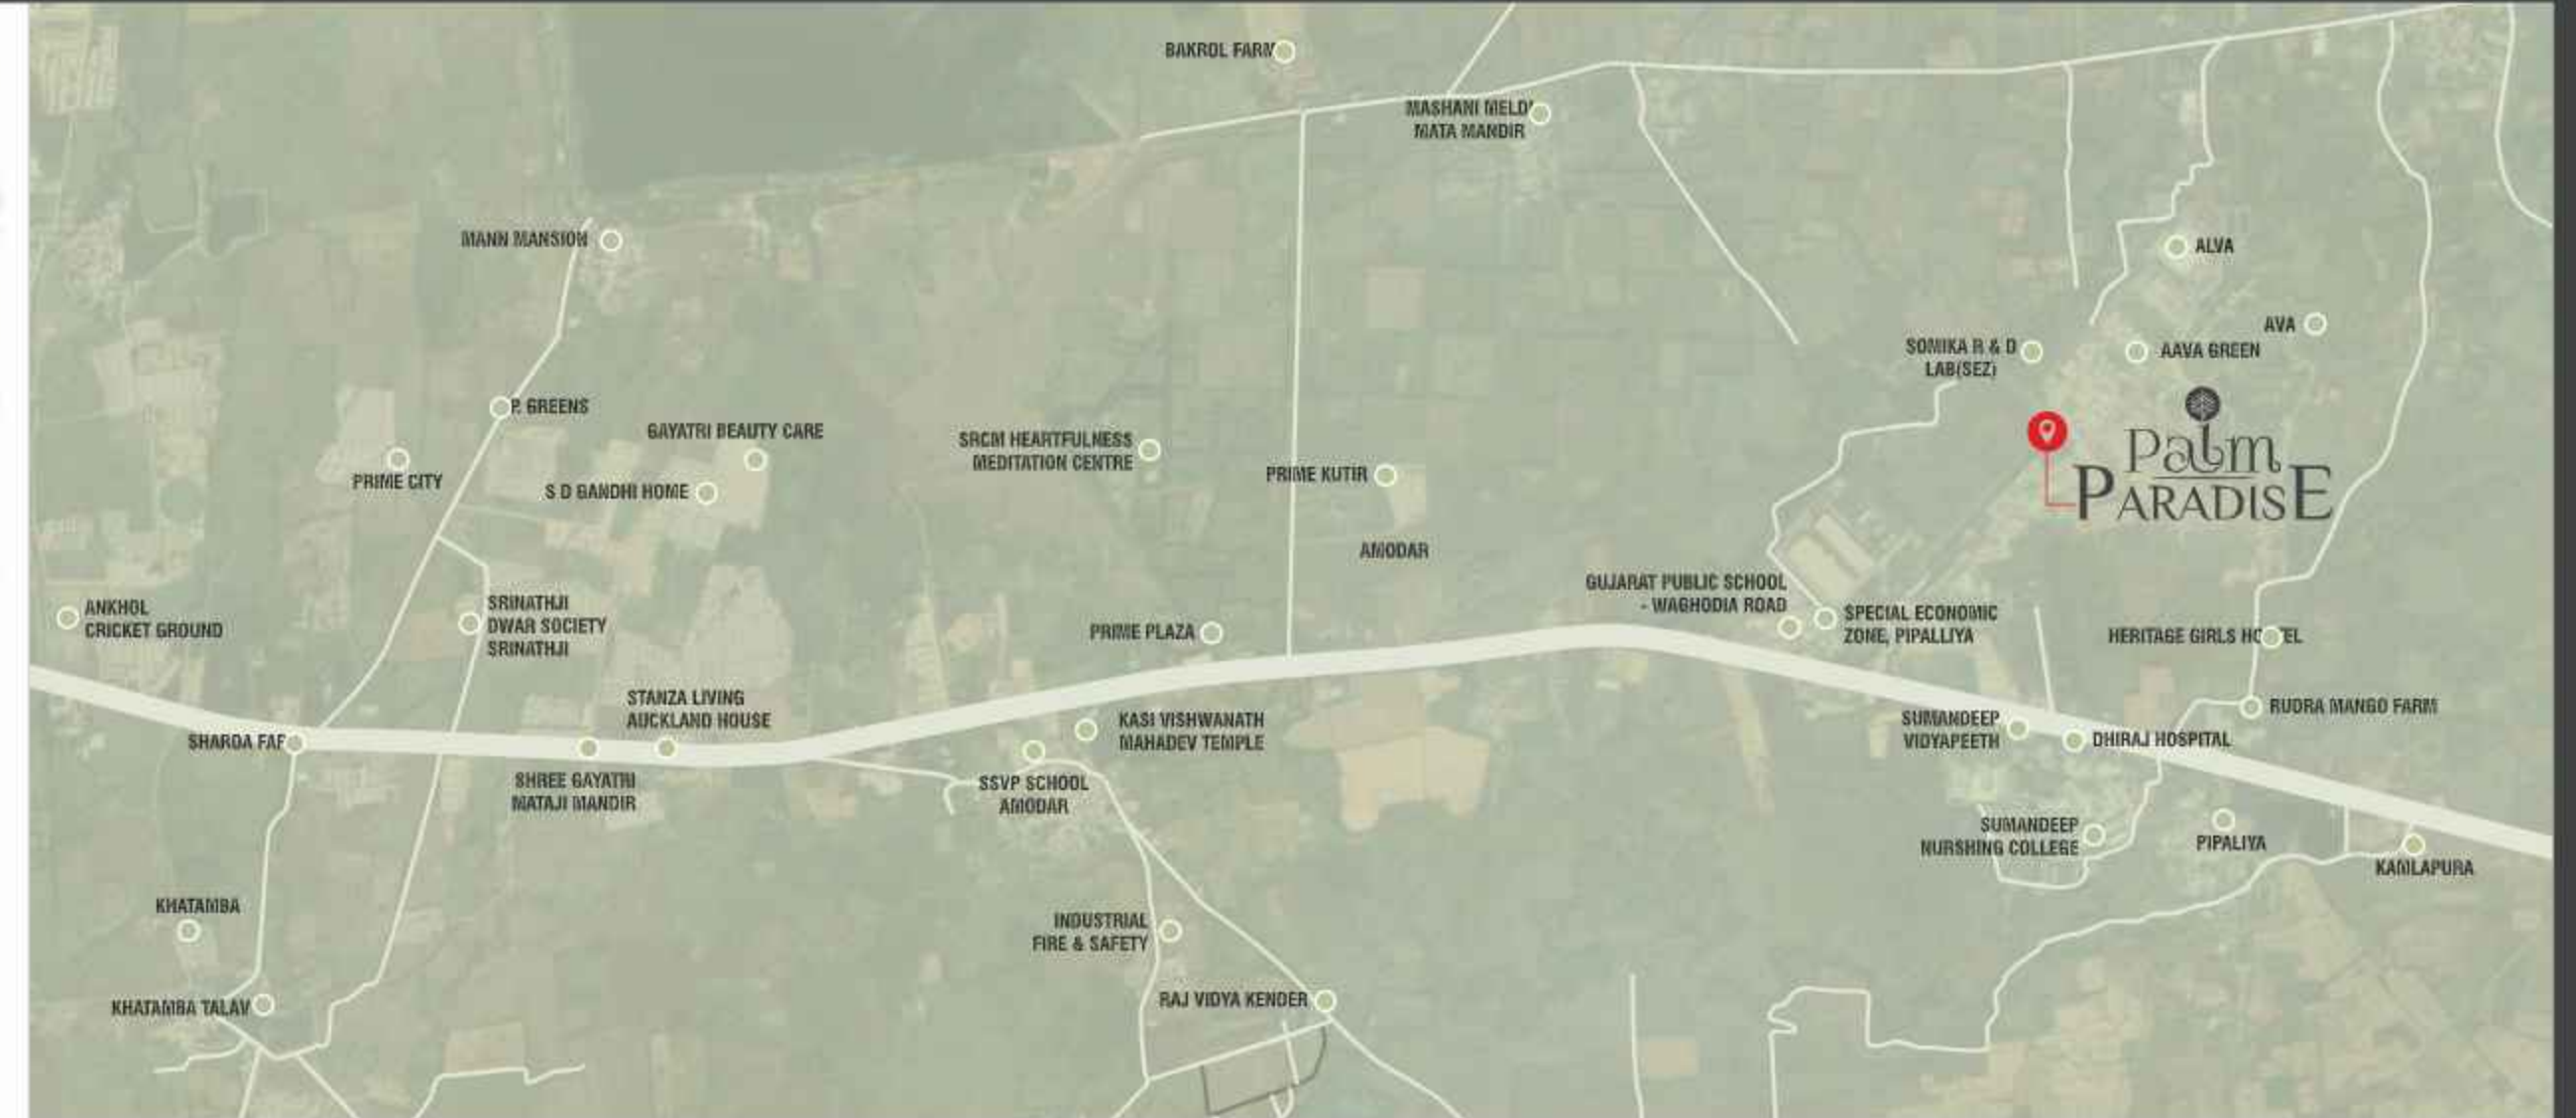 BAKROL FARM
MASHANI MELDI
MATA MANDIR
MANN MANSION
ALVA
AVA
SOMIKA R & D
LAB(SEZ)
AAVA GREEN
P. GREENS
GAYATRI BEAUTY CARE
SRCM HEARTFULNESS
MEDITATION CENTRE
PRIME CITY
S D GANDHI HOME
PRIME KUTIR
Palm
PARADISE
AMODAR
GUJARAT PUBLIC SCHOOL
- WAGHODIA ROAD
SPECIAL ECONOMIC
ZONE, PIPALLIYA
ANKHOL
CRICKET GROUND
SRINATHJI
DWAR SOCIETY
SRINATHJI
PRIME PLAZA
HERITAGE GIRLS HOSTEL
STANZA LIVING
AUCKLAND HOUSE
RUDRA MANGO FARM
SHARDA FAR
KASI VISHWANATH
MAHADEV TEMPLE
SUMANDEEP
VIDYAPEETH
DHIRAJ HOSPITAL
SHREE GAYATRI
MATAJI MANDIR
SSVP SCHOOL
AMODAR
SUMANDEEP
NURSHING COLLEGE
PIPALIYA
KAMLAPURA
KHATAMBA
INDUSTRIAL
FIRE & SAFETY
KHATAMBA TALAV
RAJ VIDYA KENDER